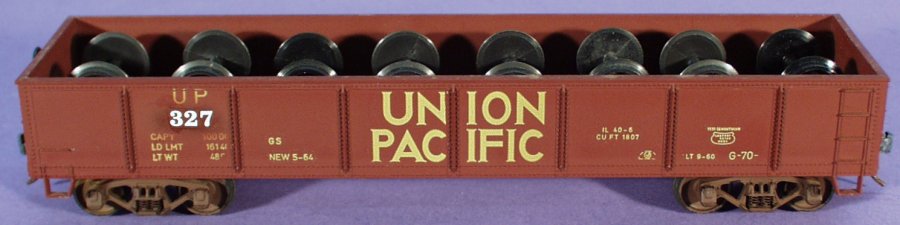 UP
327
CAPY
LD LMT
LT WT
GS
NEW 5-64
UNION
PACIFIC
IL 40-6
CU FT 1807
LT 9-60 G-70-